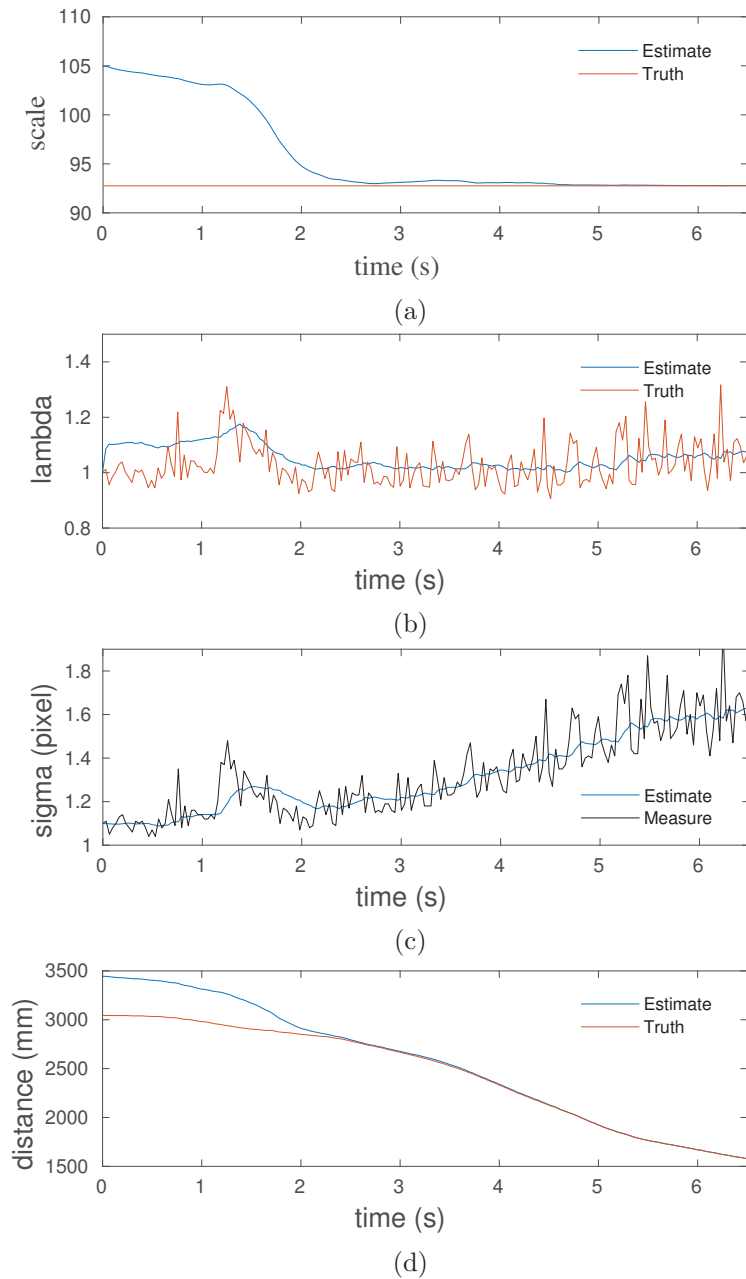 110
105
100
95
90
scale
Estimate
Truth
0 1 2 3 4 5 6
time (s)
(a)
1.4
1.2
1
0.8
lambda
Estimate
Truth
0 1 2 3 4 5 6
time (s)
(b)
1.8
1.6
1.4
1.2
1
sigma (pixel)
Estimate
Measure
0 1 2 3 4 5 6
time (s)
(c)
3500
3000
2500
2000
1500
distance (mm)
Estimate
Truth
0 1 2 3 4 5 6
time (s)
(d)